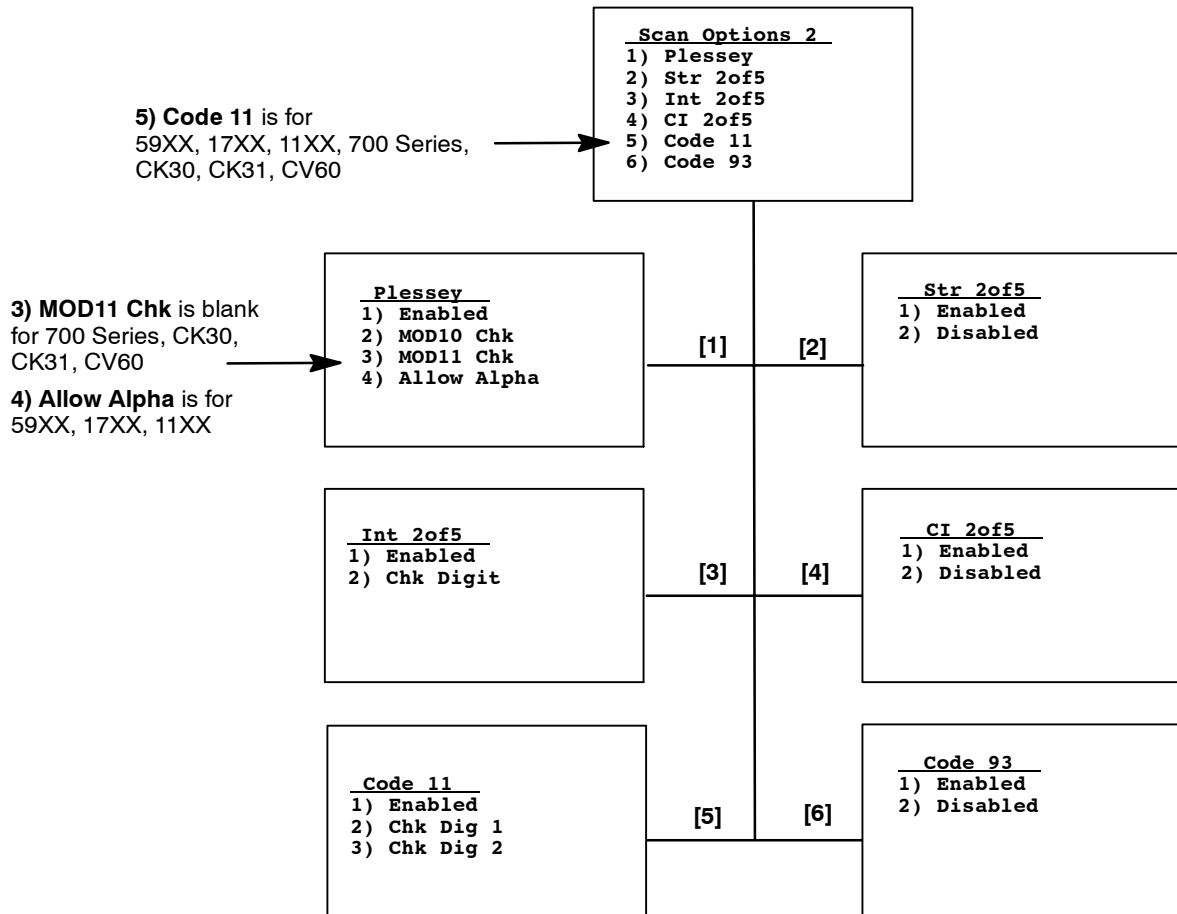 Scan Options 2
1) Plessey
2) Str 2of5
3) Int 2of5
4) CI 2of5
5) Code 11
6) Code 93
5) Code 11 is for
59XX, 17XX, 11XX, 700 Series,
CK30, CK31, CV60
3) MOD11 Chk is blank
for 700 Series, CK30,
CK31, CV60
4) Allow Alpha is for
59XX, 17XX, 11XX
Plessey
1) Enabled
2) MOD10 Chk
3) MOD11 Chk
4) Allow Alpha
[1]
[2]
Str 2of5
1) Enabled
2) Disabled
Int 2of5
1) Enabled
2) Chk Digit
[3]
[4]
CI 2of5
1) Enabled
2) Disabled
Code 11
1) Enabled
2) Chk Dig 1
3) Chk Dig 2
[5]
[6]
Code 93
1) Enabled
2) Disabled